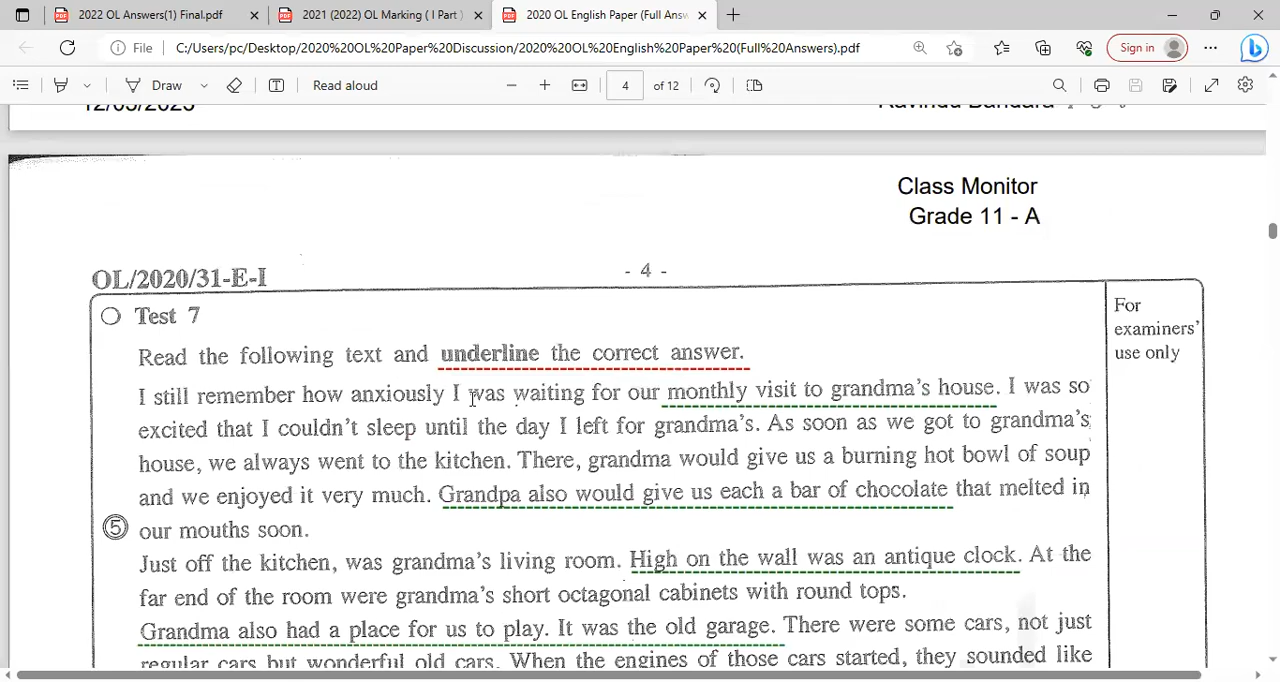 2022 OL Answers(1) Final.pdf
2021 (2022) OL Marking ( I Part )
2020 OL English Paper (Full Answ
File
C:/Users/pc/Desktop/2020%20OL%20Paper%20Discussion/2020%20OL%20English%20Paper%20(Full%20Answers).pdf
Sign in
Draw
Read aloud
4
of 12
12/05/2023
Ravindu Bandara
Class Monitor
Grade 11 - A
OL/2020/31-E-I
- 4 -
Test 7
For
examiners'
use only
Read the following text and underline the correct answer.
I still remember how anxiously I was waiting for our monthly visit to grandma's house. I was so
excited that I couldn't sleep until the day I left for grandma's. As soon as we got to grandma's
house, we always went to the kitchen. There, grandma would give us a burning hot bowl of soup
and we enjoyed it very much. Grandpa also would give us each a bar of chocolate that melted in
5 our mouths soon.
Just off the kitchen, was grandma's living room. High on the wall was an antique clock. At the
far end of the room were grandma's short octagonal cabinets with round tops.
Grandma also had a place for us to play. It was the old garage. There were some cars, not just
regular cars but wonderful old cars. When the engines of those cars started, they sounded like